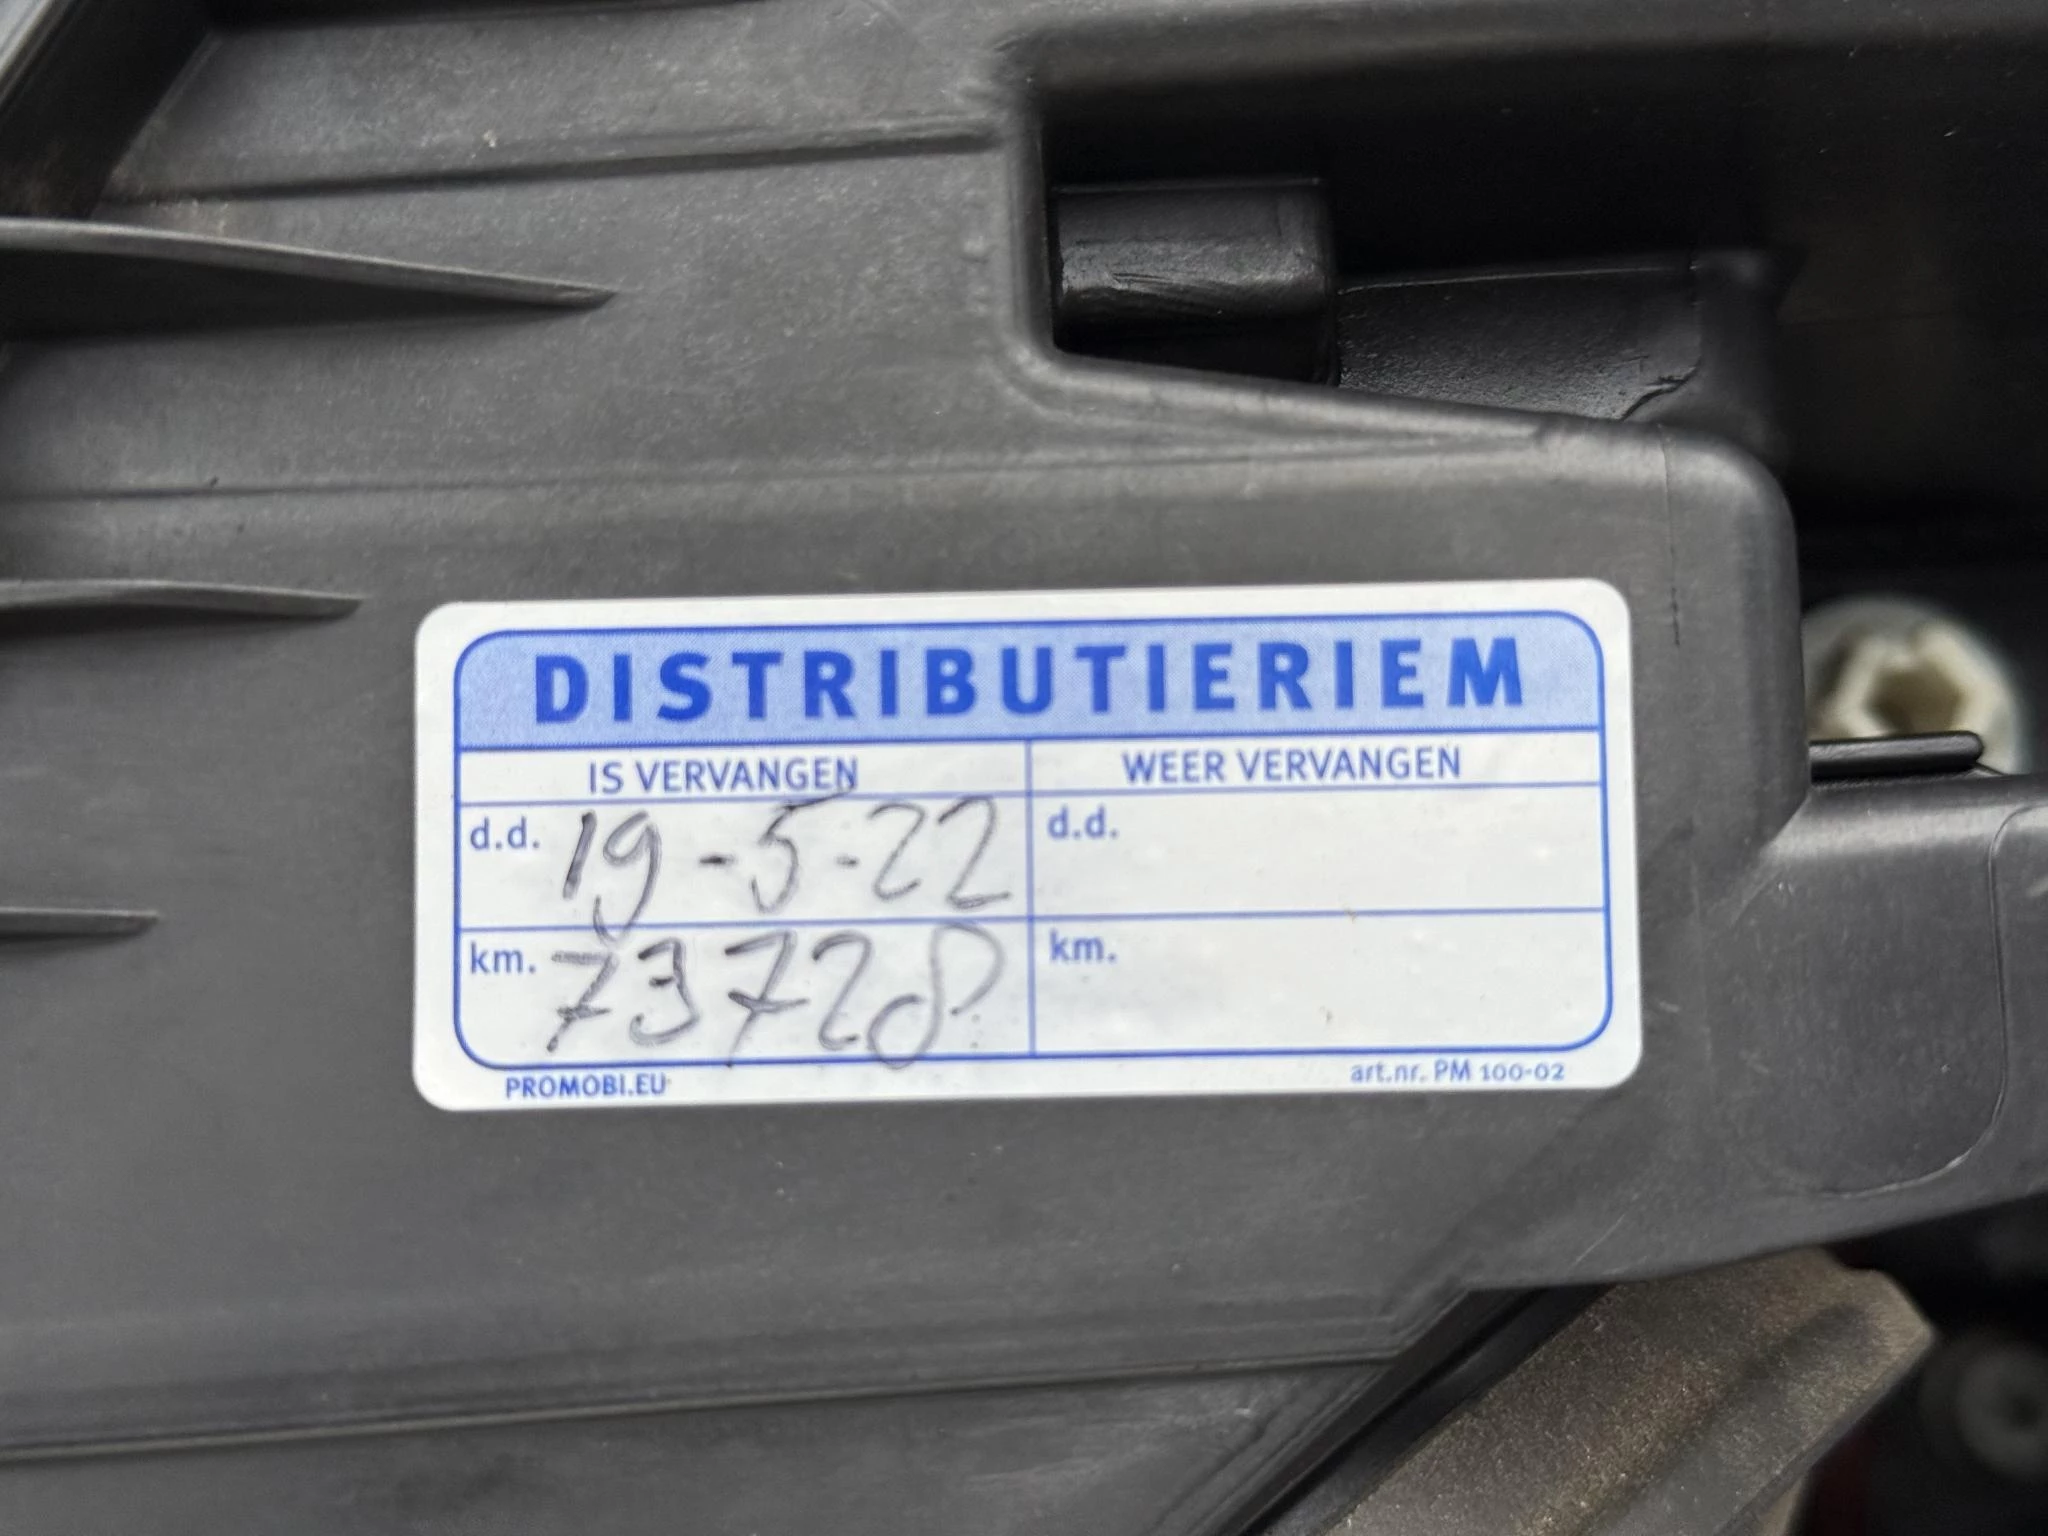 DISTRIBUTIERIEM
IS VERVANGEN WEER VERVANGEN
d.d. 19-5-22 d.d.
km. 73728 km.
PROMOBI.EU art.nr. PM 100-02